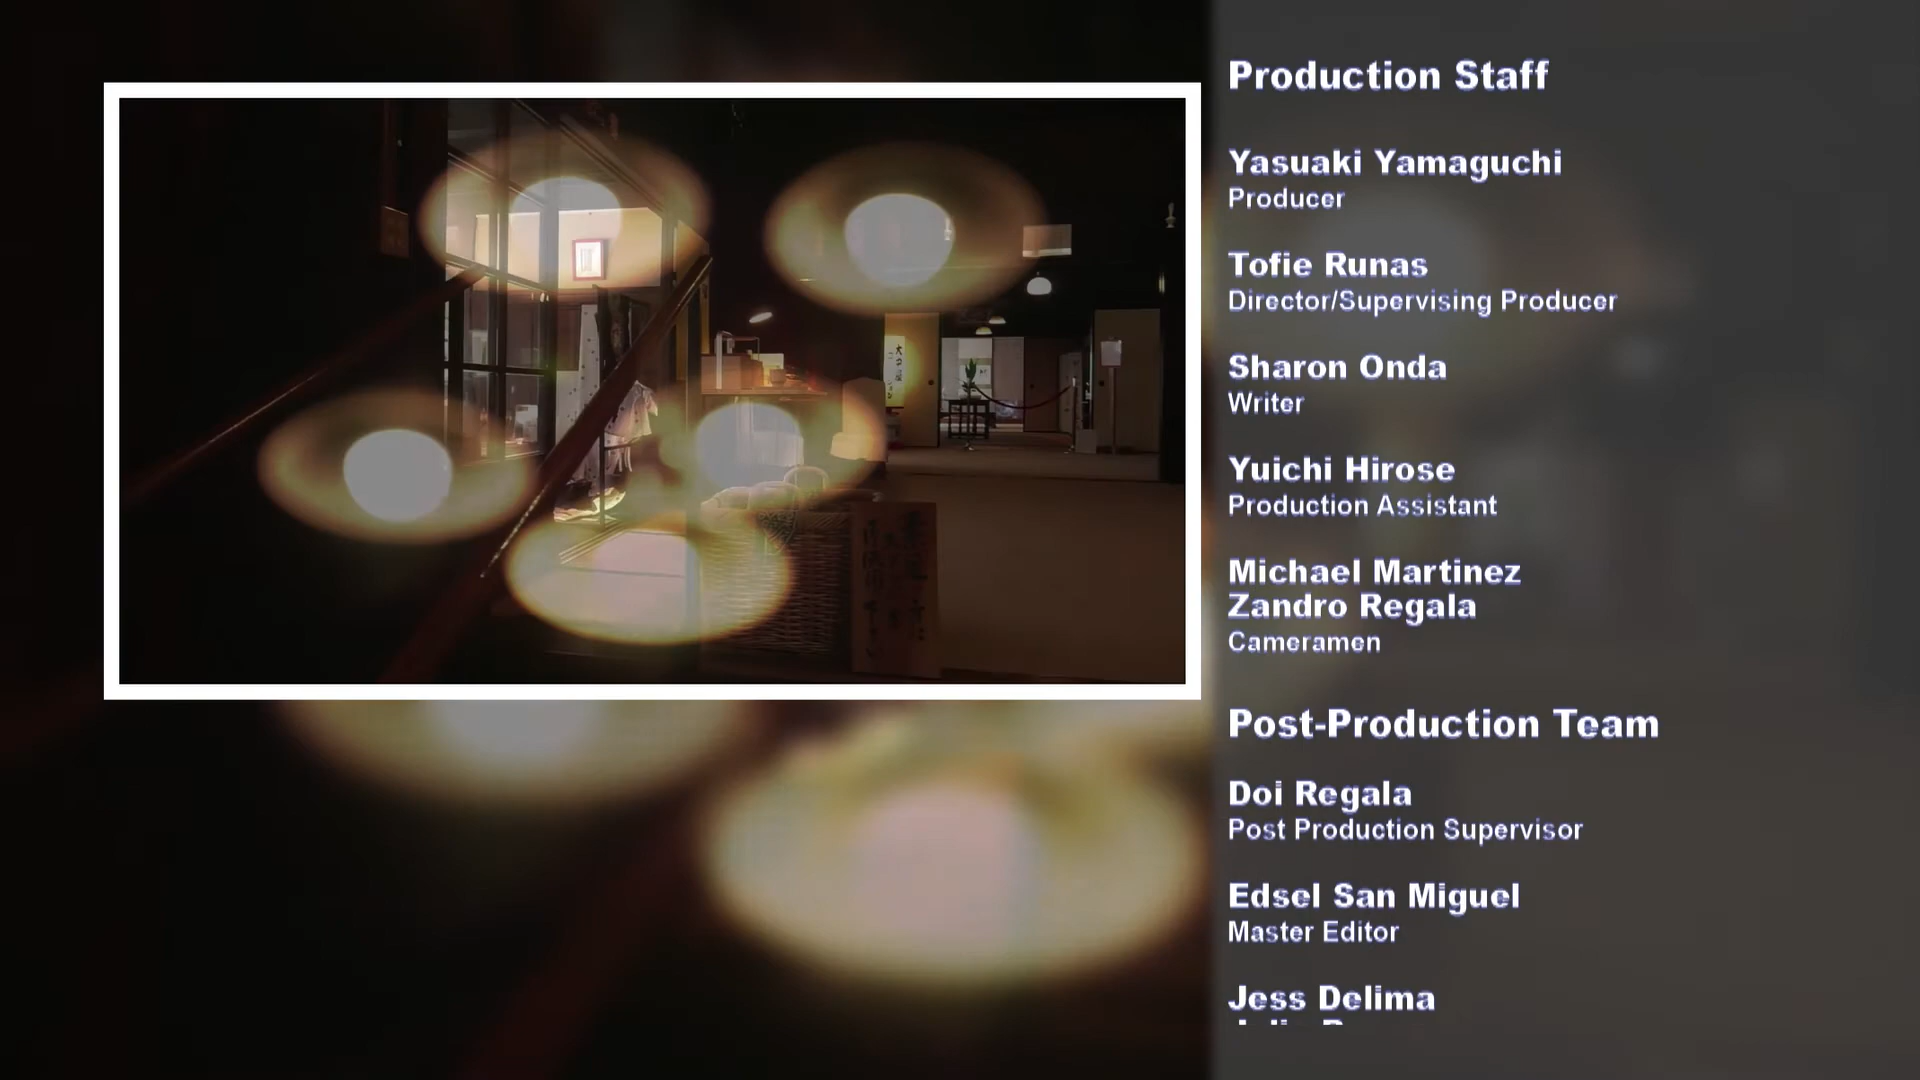 Production Staff
Yasuaki Yamaguchi
Producer
Tofie Runas
Director/Supervising Producer
Sharon Onda
Writer
Yuichi Hirose
Production Assistant
Michael Martinez
Zandro Regala
Cameramen
Post-Production Team
Doi Regala
Post Production Supervisor
Edsel San Miguel
Master Editor
Jess Delima